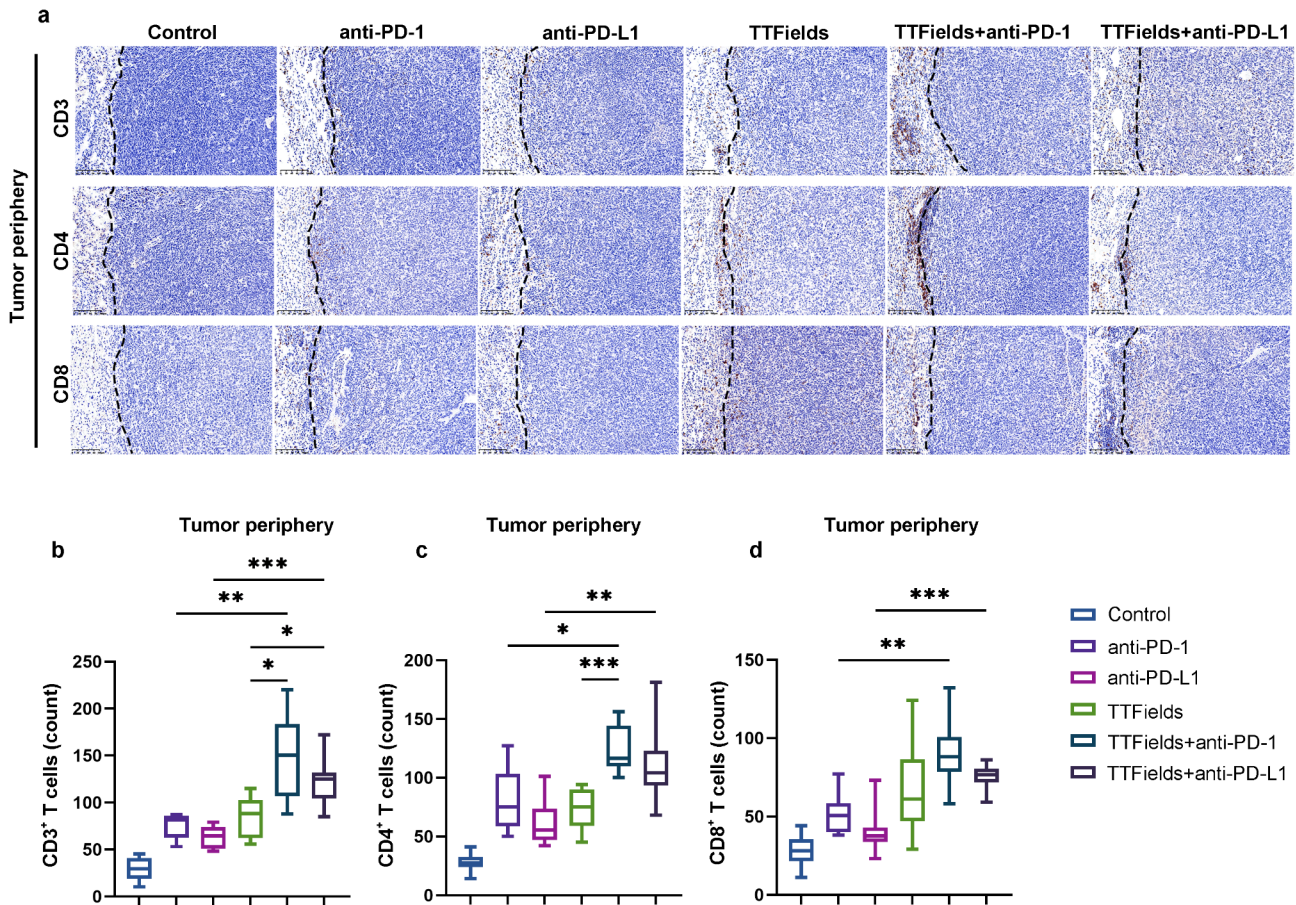 a
Control anti-PD-1 anti-PD-L1 TTFields TTFields+anti-PD-1 TTFields+anti-PD-L1
Tumor periphery
CD3
CD4
CD8
Tumor periphery
b
***
**
*
*
CD3+ T cells (count)
250
200
150
100
50
0
Tumor periphery
c
**
*
***
CD4+ T cells (count)
200
150
100
50
0
Tumor periphery
d
***
**
CD8+ T cells (count)
150
100
50
0
Control
anti-PD-1
anti-PD-L1
TTFields
TTFields+anti-PD-1
TTFields+anti-PD-L1